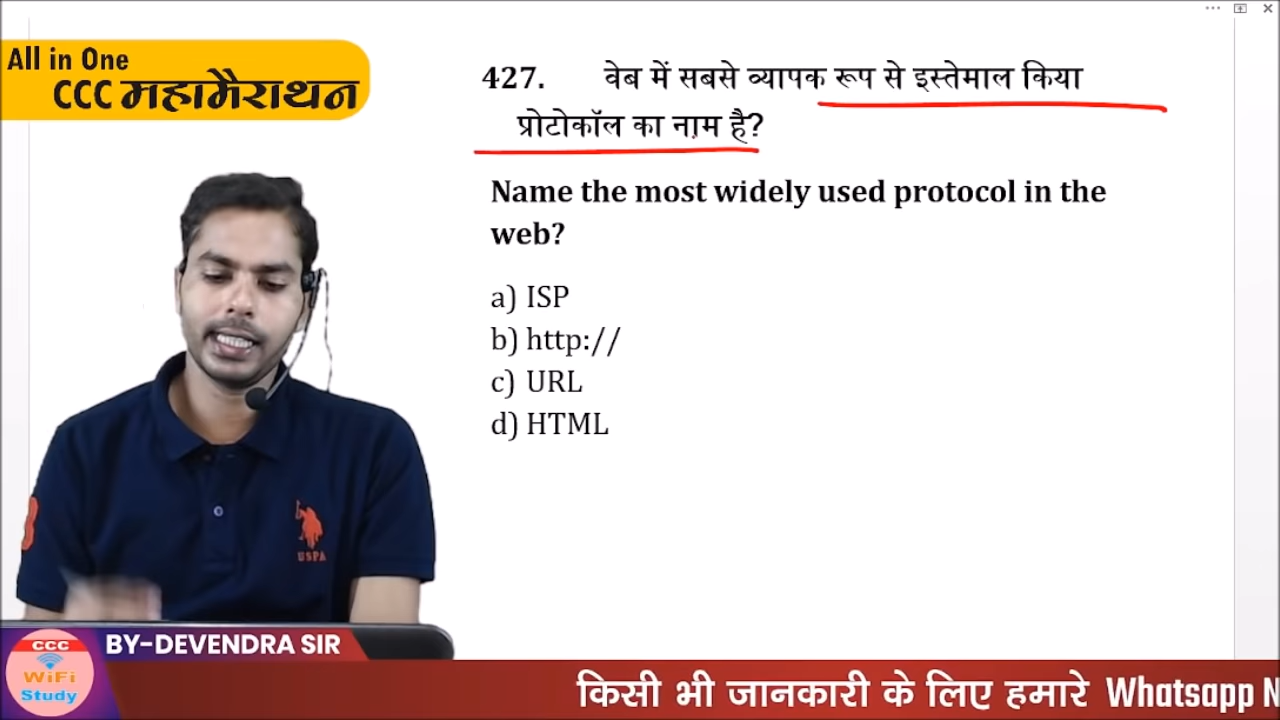 All in One
CCC महामैराथन
427. वेब में सबसे व्यापक रूप से इस्तेमाल किया
प्रोटोकॉल का नाम है?
Name the most widely used protocol in the
web?
a) ISP
b) http://
c) URL
d) HTML
USPA
CCC
WiFi
Study
BY-DEVENDRA SIR
किसी भी जानकारी के लिए हमारे Whatsapp N